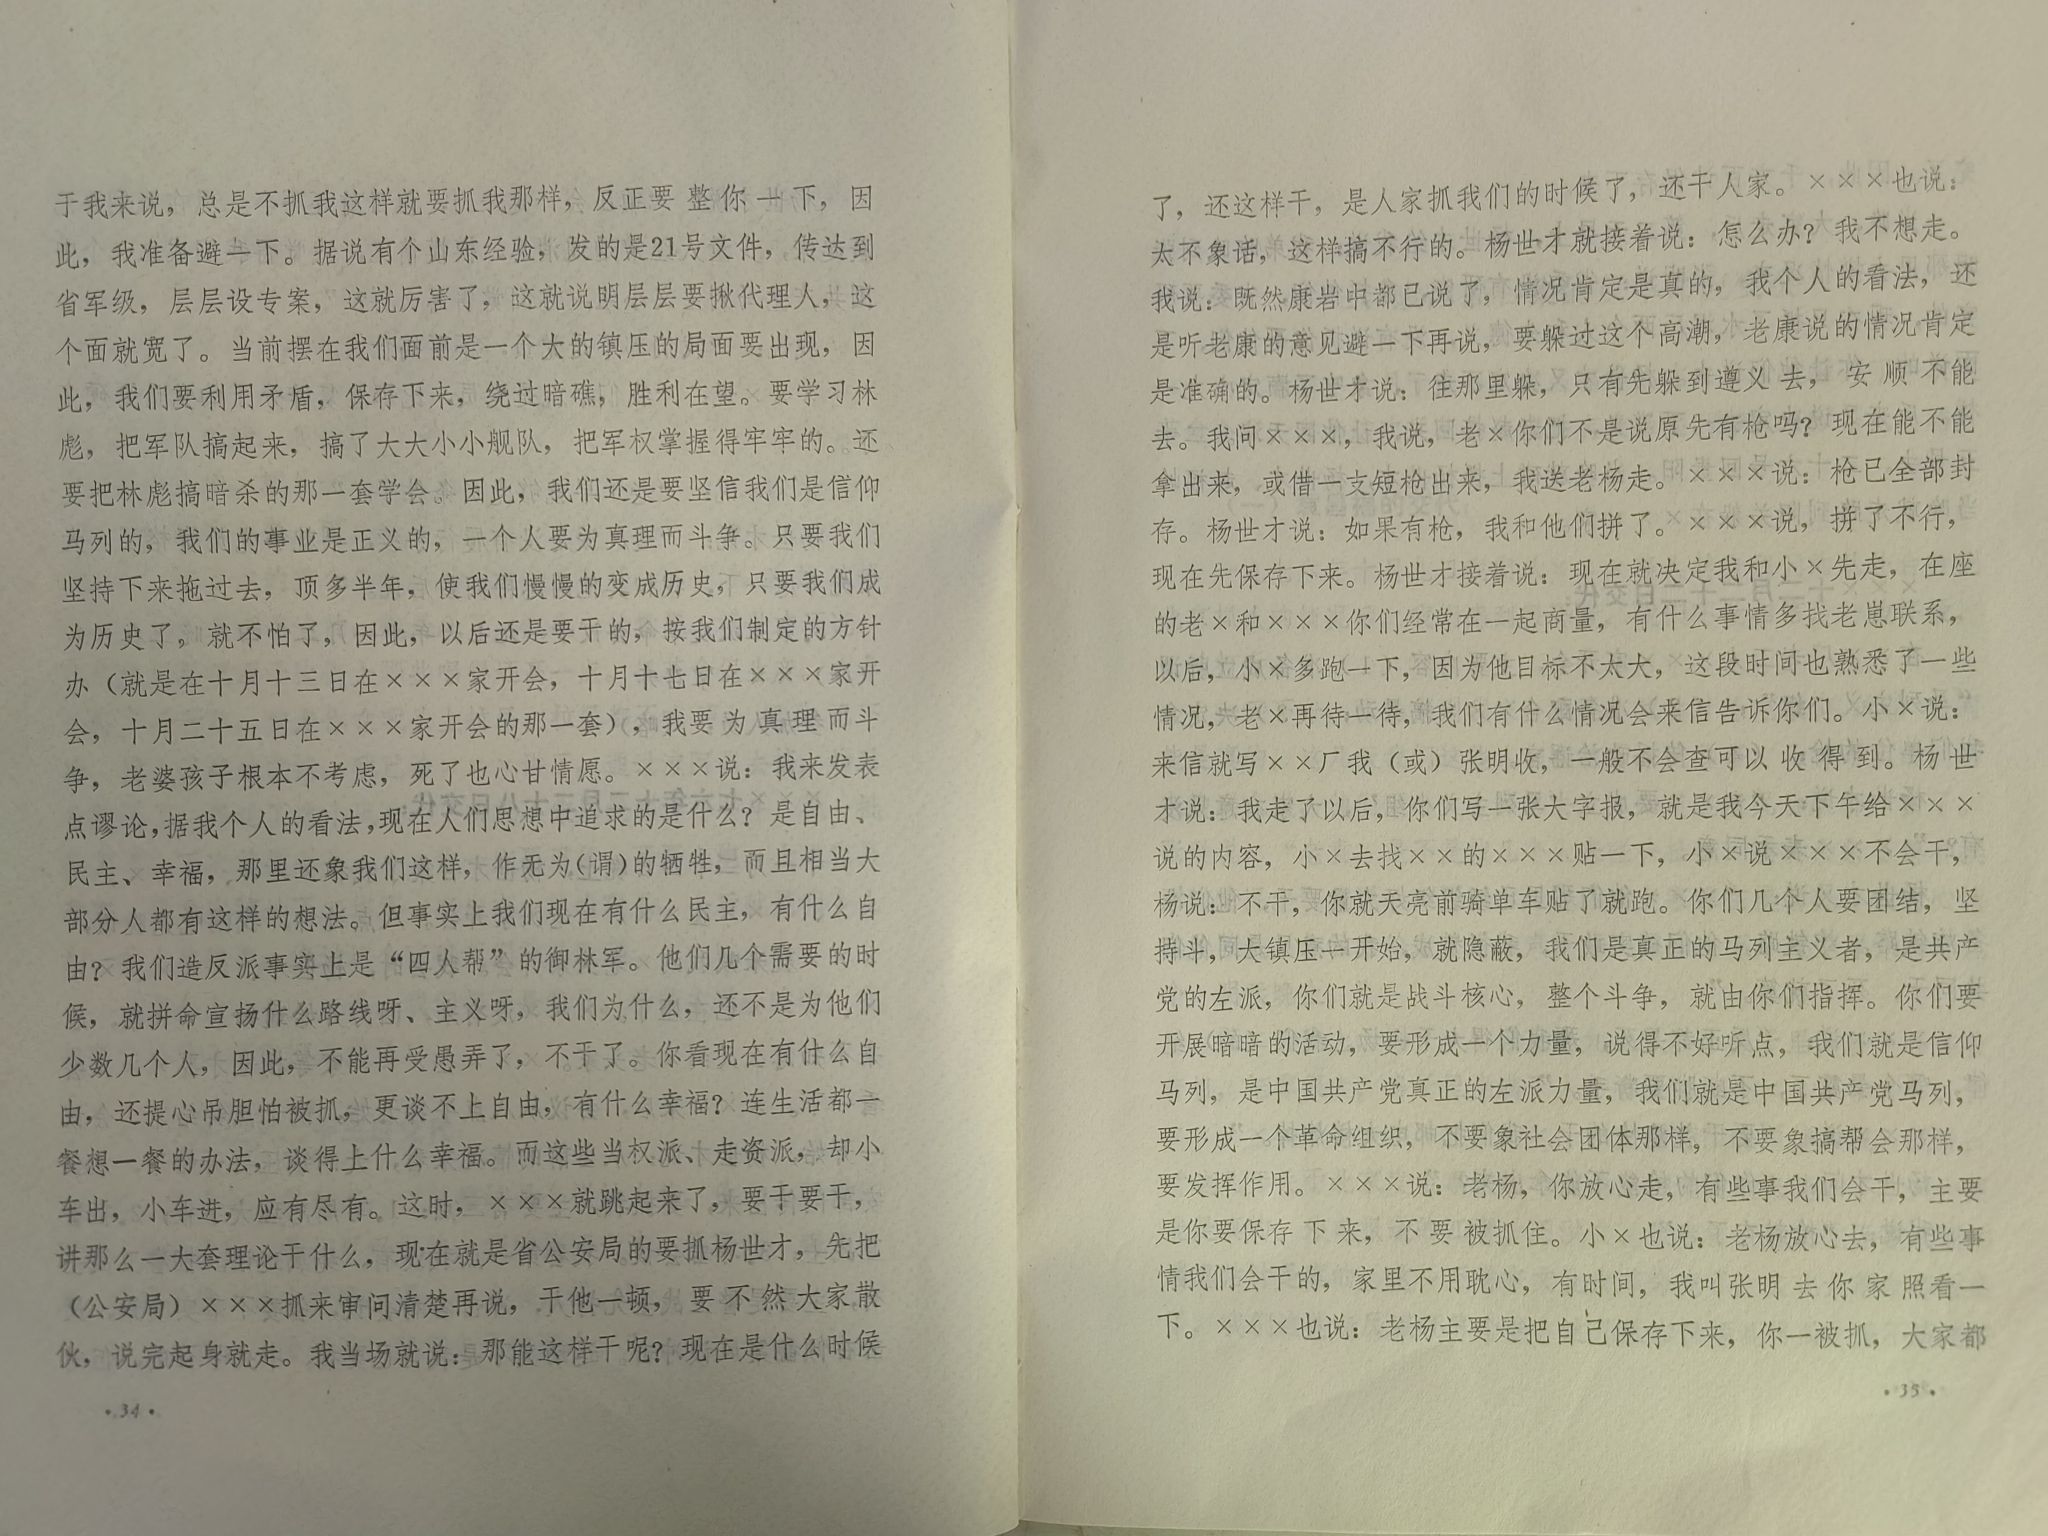 于我来说，总是不抓我这样就要抓我那样，反正要整你一下，因
此，我准备避一下。据说有个山东经验，发的是21号文件，传达到
省军级，层层设专案，这就厉害了，这就说明层层要揪代理人，这
个面就宽了。当前摆在我们面前是一个大的镇压的局面要出现，因
此，我们要利用矛盾，保存下来，绕过暗礁，胜利在望。要学习林
彪，把军队搞起来，搞了大大小小舰队，把军权掌握得牢牢的。还
要把林彪搞暗杀的那一套学会。因此，我们还是要坚信我们是信仰
马列的，我们的事业是正义的，一个人要为真理而斗争。只要我们
坚持下来拖过去，顶多半年，使我们慢慢的变成历史，只要我们成
为历史了。就不怕了，因此，以后还是要干的，按我们制定的方针
办（就是在十月十三日在×××家开会，十月十七日在×××家开
会，十月二十五日在×××家开会的那一套），我要为真理而斗
争，老婆孩子根本不考虑，死了也心甘情愿。×××说：我来发表
点谬论，据我个人的看法，现在人们思想中追求的是什么？是自由、
民主、幸福，那里还象我们这样，作无为（谓）的牺牲，而且相当大
部分人都有这样的想法。但事实上我们现在有什么民主，有什么自
由？我们造反派事实上是“四人帮”的御林军。他们几个需要的时
候，就拼命宣扬什么路线呀、主义呀，我们为什么，还不是为他们
少数几个人，因此，不能再受愚弄了，不干了。你看现在有什么自
由，还提心吊胆怕被抓，更谈不上自由，有什么幸福？连生活都一
餐想一餐的办法，谈得上什么幸福。而这些当权派、走资派，却小
车出，小车进，应有尽有。这时，×××就跳起来了，要干要干，
讲那么一大套理论干什么，现在就是省公安局的要抓杨世才，先把
（公安局）×××抓来审问清楚再说，干他一顿，要不然大家散
伙，说完起身就走。我当场就说：那能这样干呢？现在是什么时侯
·34·
了，还这样干，是人家抓我们的时候了，还干人家。×××也说：
太不象话，这样搞不行的。杨世才就接着说：怎么办？我不想走。
我说：既然康岩中都已说了，情况肯定是真的，我个人的看法，还
是听老康的意见避一下再说，要躲过这个高潮，老康说的情况肯定
是准确的。杨世才说：往那里躲，只有先躲到遵义去，安顺不能
去。我问×××，我说，老×你们不是说原先有枪吗？现在能不能
拿出来，或借一支短枪出来，我送老杨走。×××说：枪已全部封
存。杨世才说：如果有枪，我和他们拼了。×××说，拼了不行，
现在先保存下来。杨世才接着说：现在就决定我和小×先走，在座
的老×和×××你们经常在一起商量，有什么事情多找老崽联系，
以后，小×多跑一下，因为他目标不太大，这段时间也熟悉了一些
情况，老×再待一待，我们有什么情况会来信告诉你们。小×说：
来信就写××厂我（或）张明收，一般不会查可以收得到。杨世
才说：我走了以后，你们写一张大字报，就是我今天下午给×××
说的内容，小×去找××的×××贴一下，小×说×××不会干，
杨说：不干，你就天亮前骑单车贴了就跑。你们几个人要团结，坚
持斗，大镇压一开始，就隐蔽，我们是真正的马列主义者，是共产
党的左派，你们就是战斗核心，整个斗争，就由你们指挥。你们要
开展暗暗的活动，要形成一个力量，说得不好听点，我们就是信仰
马列，是中国共产党真正的左派力量，我们就是中国共产党马列，
要形成一个革命组织，不要象社会团体那样，不要象搞帮会那样，
要发挥作用。×××说：老杨，你放心走，有些事我们会干，主要
是你要保存下来，不要被抓住。小×也说：老杨放心去，有些事
情我们会干的，家里不用耽心，有时间，我叫张明去你家照看一
下。×××也说：老杨主要是把自己保存下来，你一被抓，大家都
·35·